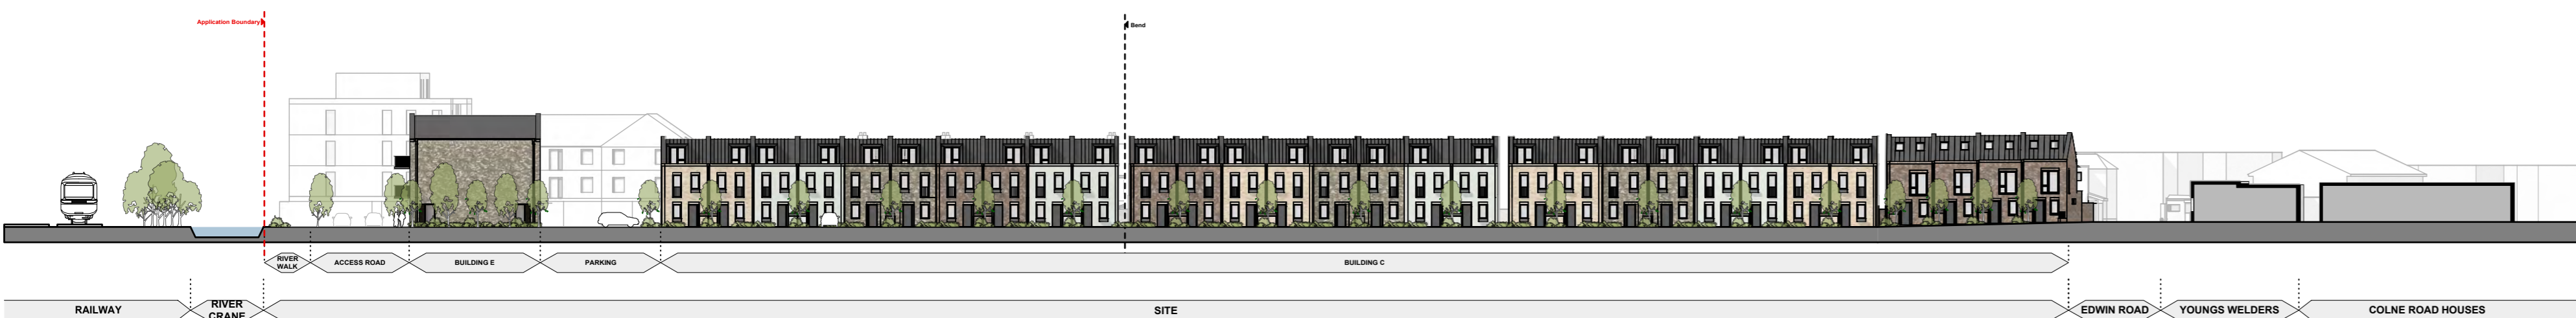 Application Boundary
Bend
RIVER
WALK
ACCESS ROAD
BUILDING E
PARKING
BUILDING C
RAILWAY
RIVER
CRANE
SITE
EDWIN ROAD
YOUNGS WELDERS
COLNE ROAD HOUSES